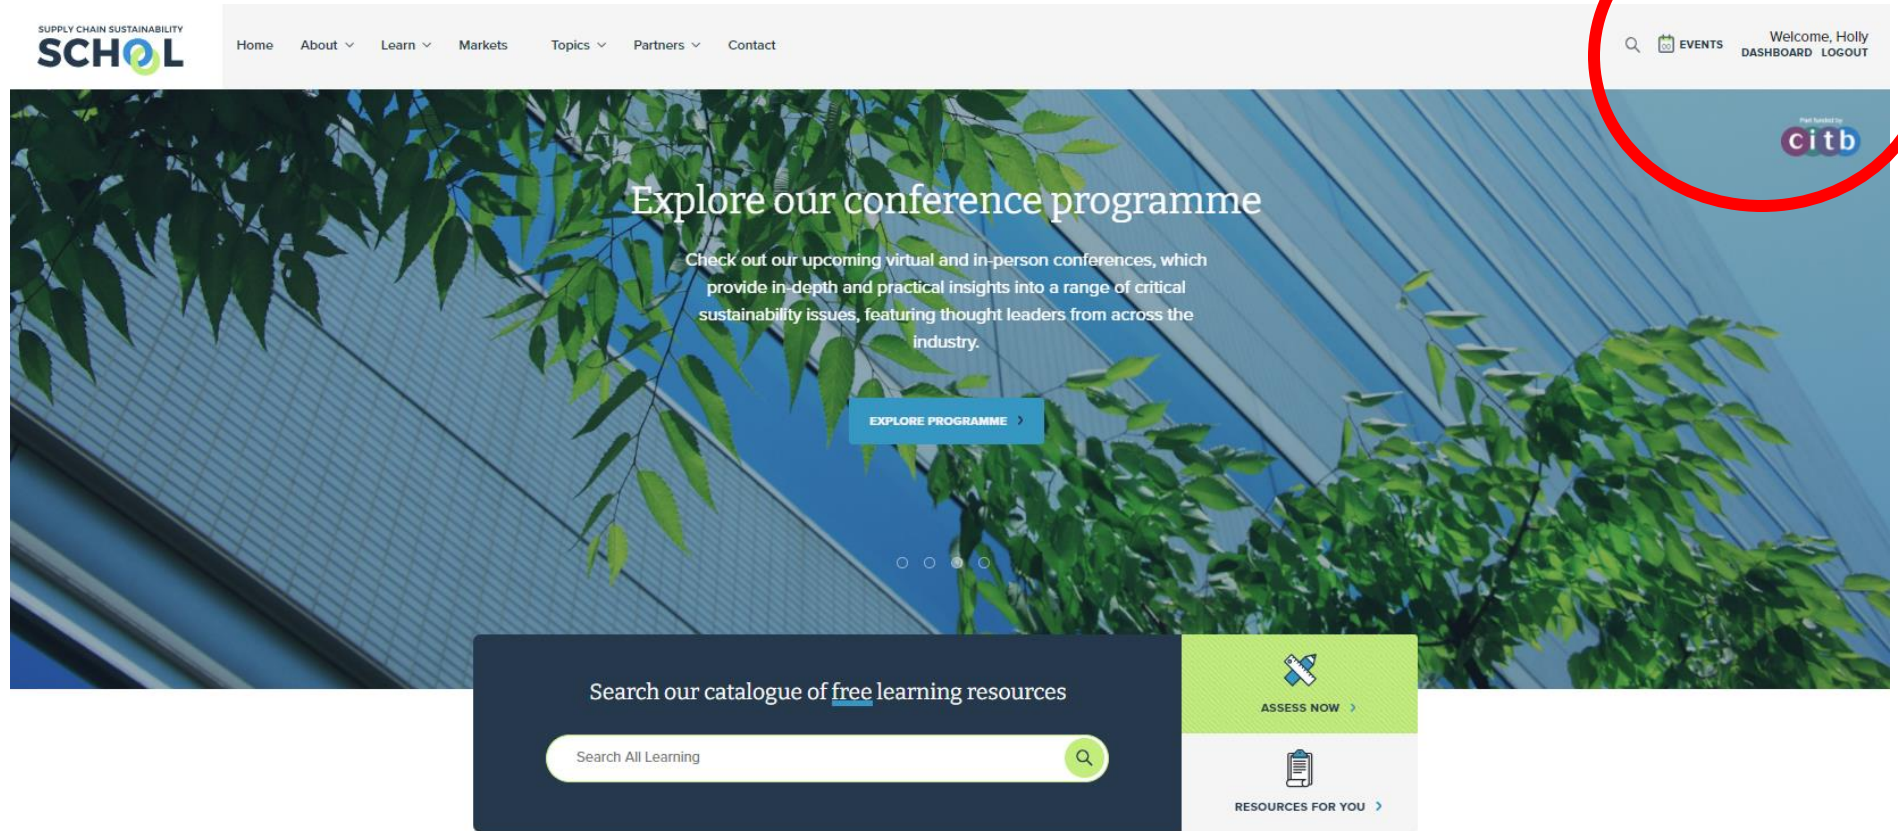 SUPPLY CHAIN SUSTAINABILITY
SCHOOL
Home About Learn Markets Topics Partners Contact
EVENTS
Welcome, Holly
DASHBOARD LOGOUT
Part funded by
citb
Explore our conference programme
Check out our upcoming virtual and in-person conferences, which
provide in-depth and practical insights into a range of critical
sustainability issues, featuring thought leaders from across the
industry.
EXPLORE PROGRAMME
Search our catalogue of free learning resources
Search All Learning
ASSESS NOW
RESOURCES FOR YOU